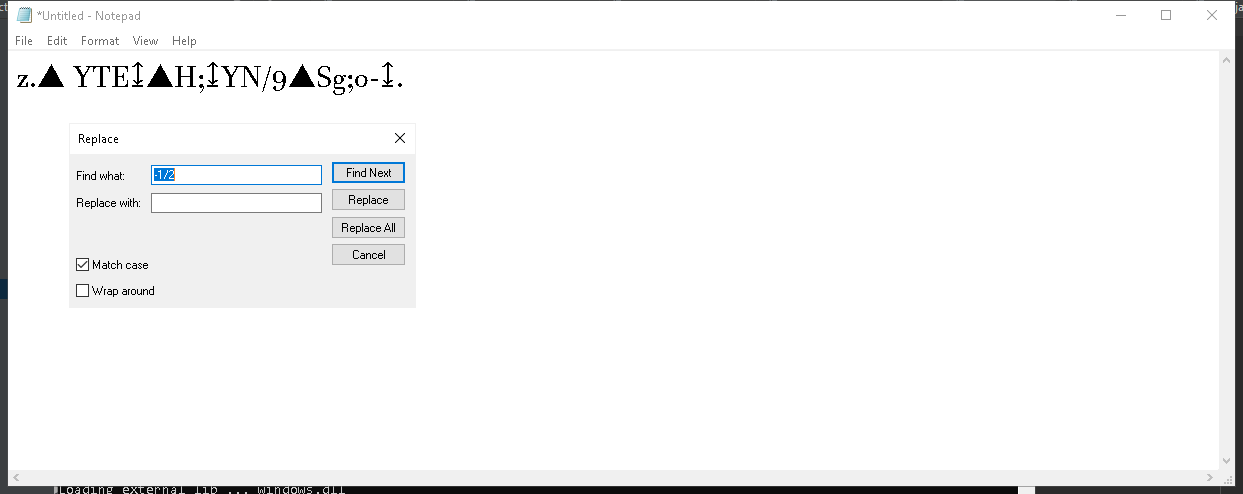 *Untitled - Notepad
File Edit Format View Help
z.▲ YTE↨▲H;↨YN/9▲Sg;o-↨.
Replace
Find what: -1/2 Find Next
Replace with: Replace
Replace All
Cancel
Match case
Wrap around
Loading external lib ... windows.dll